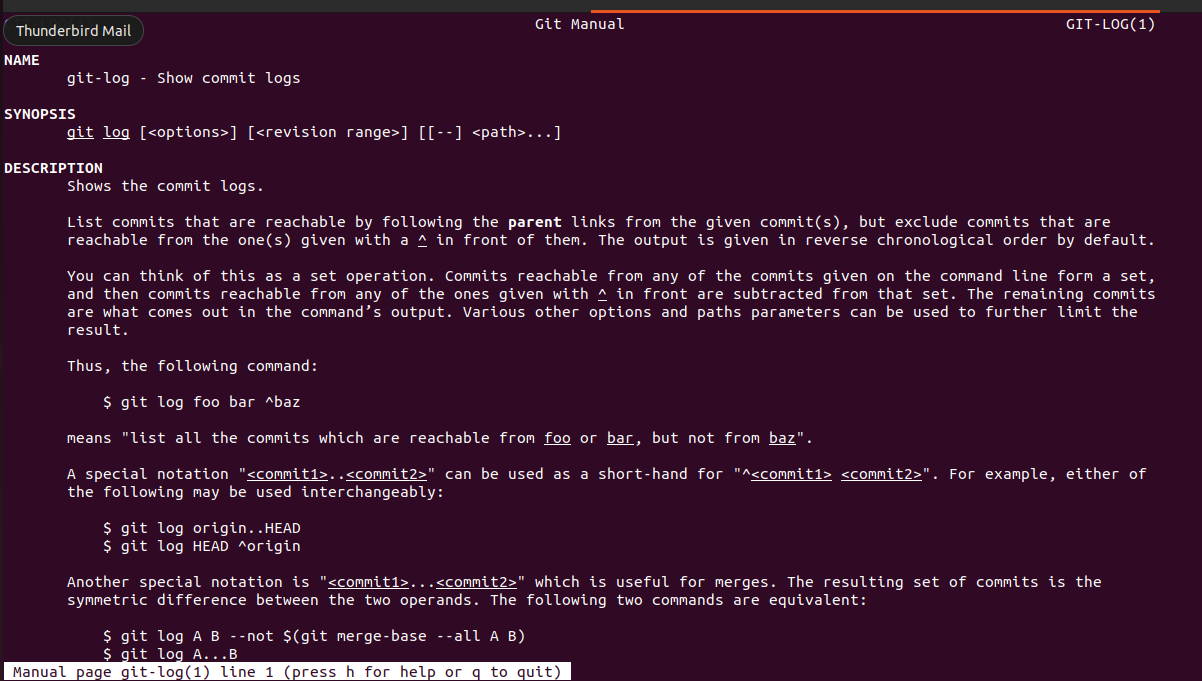 Thunderbird Mail
Git Manual GIT-LOG(1)
NAME
git-log - Show commit logs
SYNOPSIS
git log [<options>] [<revision range>] [[--] <path>...]
DESCRIPTION
Shows the commit logs.
List commits that are reachable by following the parent links from the given commit(s), but exclude commits that are
reachable from the one(s) given with a ^ in front of them. The output is given in reverse chronological order by default.
You can think of this as a set operation. Commits reachable from any of the commits given on the command line form a set,
and then commits reachable from any of the ones given with ^ in front are subtracted from that set. The remaining commits
are what comes out in the command’s output. Various other options and paths parameters can be used to further limit the
result.
Thus, the following command:
$ git log foo bar ^baz
means "list all the commits which are reachable from foo or bar, but not from baz".
A special notation "<commit1>..<commit2>" can be used as a short-hand for "^<commit1> <commit2>". For example, either of
the following may be used interchangeably:
$ git log origin..HEAD
$ git log HEAD ^origin
Another special notation is "<commit1>...<commit2>" which is useful for merges. The resulting set of commits is the
symmetric difference between the two operands. The following two commands are equivalent:
$ git log A B --not $(git merge-base --all A B)
$ git log A...B
Manual page git-log(1) line 1 (press h for help or q to quit)